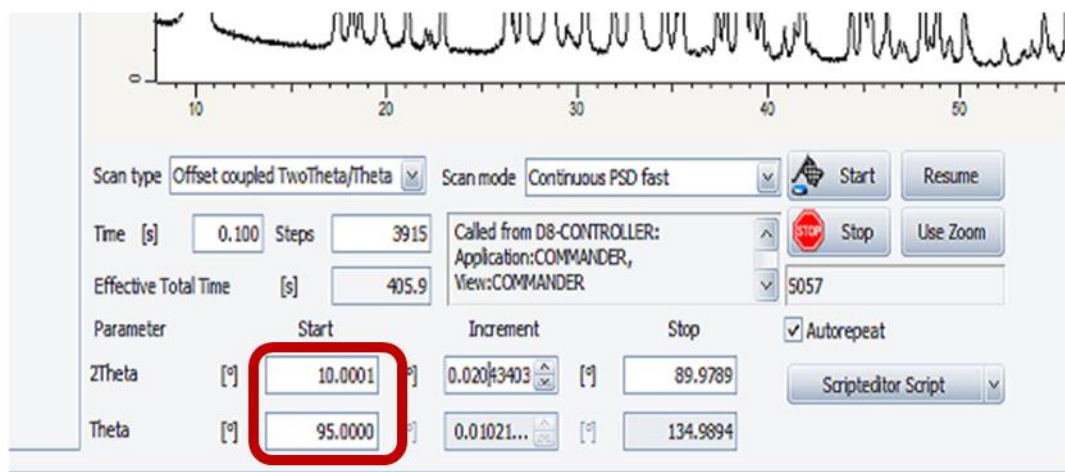 0
10 20 30 40 50
Scan type Offset coupled TwoTheta/Theta Scan mode Continuous PSD fast Start Resume
Time [s] 0.100 Steps 3915 Called from D8-CONTROLLER: STOP Stop Use Zoom
Application:COMMANDER,
Effective Total Time [s] 405.9 View:COMMANDER 5057
Parameter Start Increment Stop Autorepeat
2Theta [°] 10.0001 [°] 0.02043403 [°] 89.9789 Scripteditor Script
Theta [°] 95.0000 [°] 0.01021... [°] 134.9894